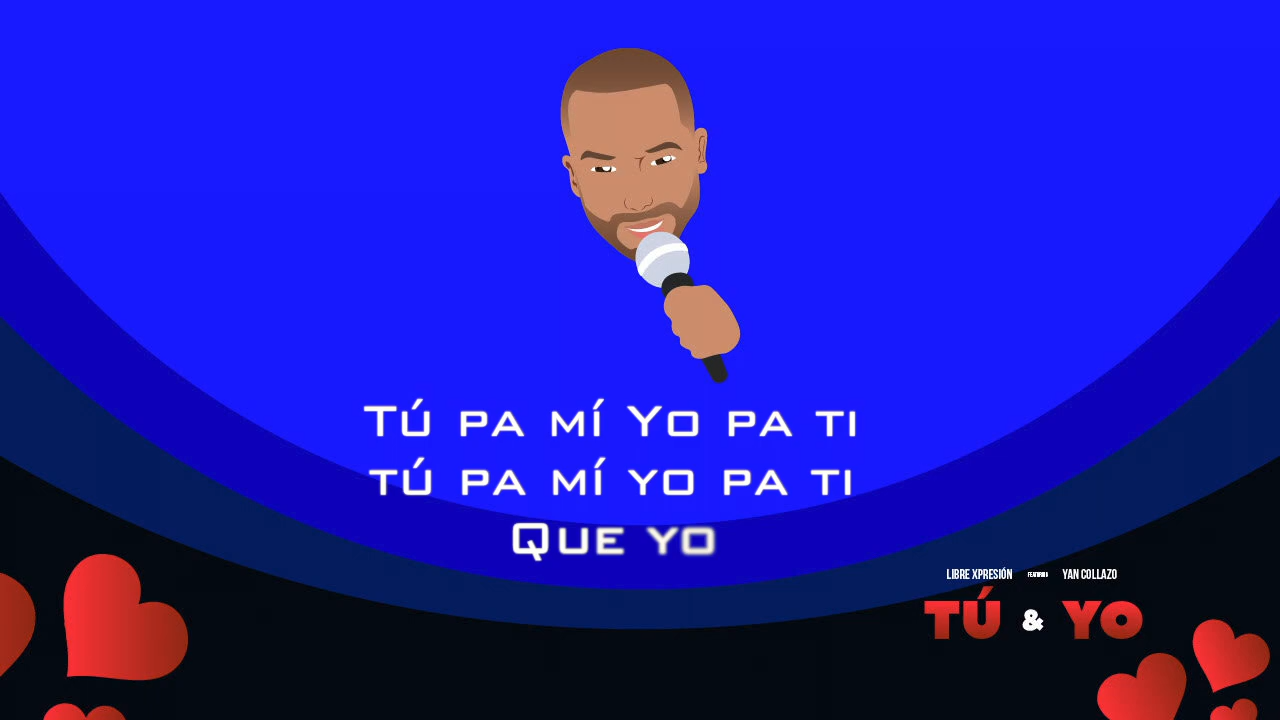 Tú pa mí Yo pa ti
tú pa mí yo pa ti
Que yo
LIBRE XPRESIÓN FEATURING YAN COLLAZO
TÚ & YO